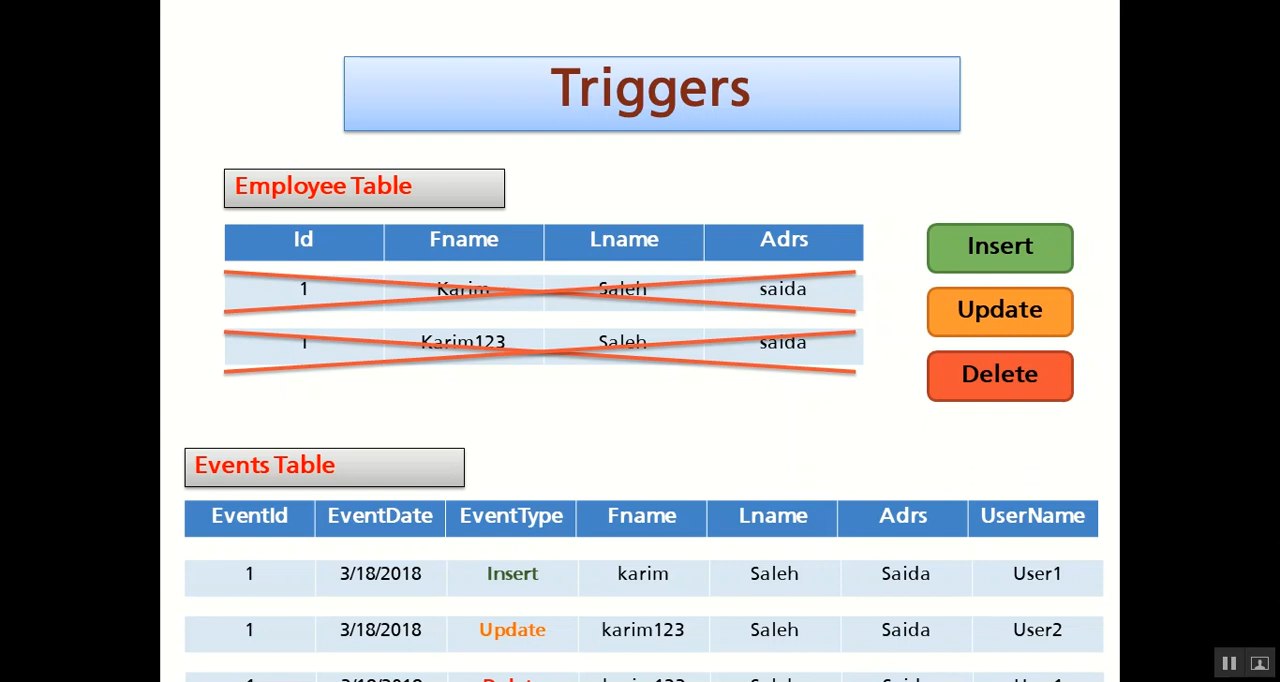 Triggers
Employee Table
Id Fname Lname Adrs
1 Karim Saleh saida
1 Karim123 Saleh saida
Insert
Update
Delete
Events Table
EventId EventDate EventType Fname Lname Adrs UserName
1 3/18/2018 Insert karim Saleh Saida User1
1 3/18/2018 Update karim123 Saleh Saida User2